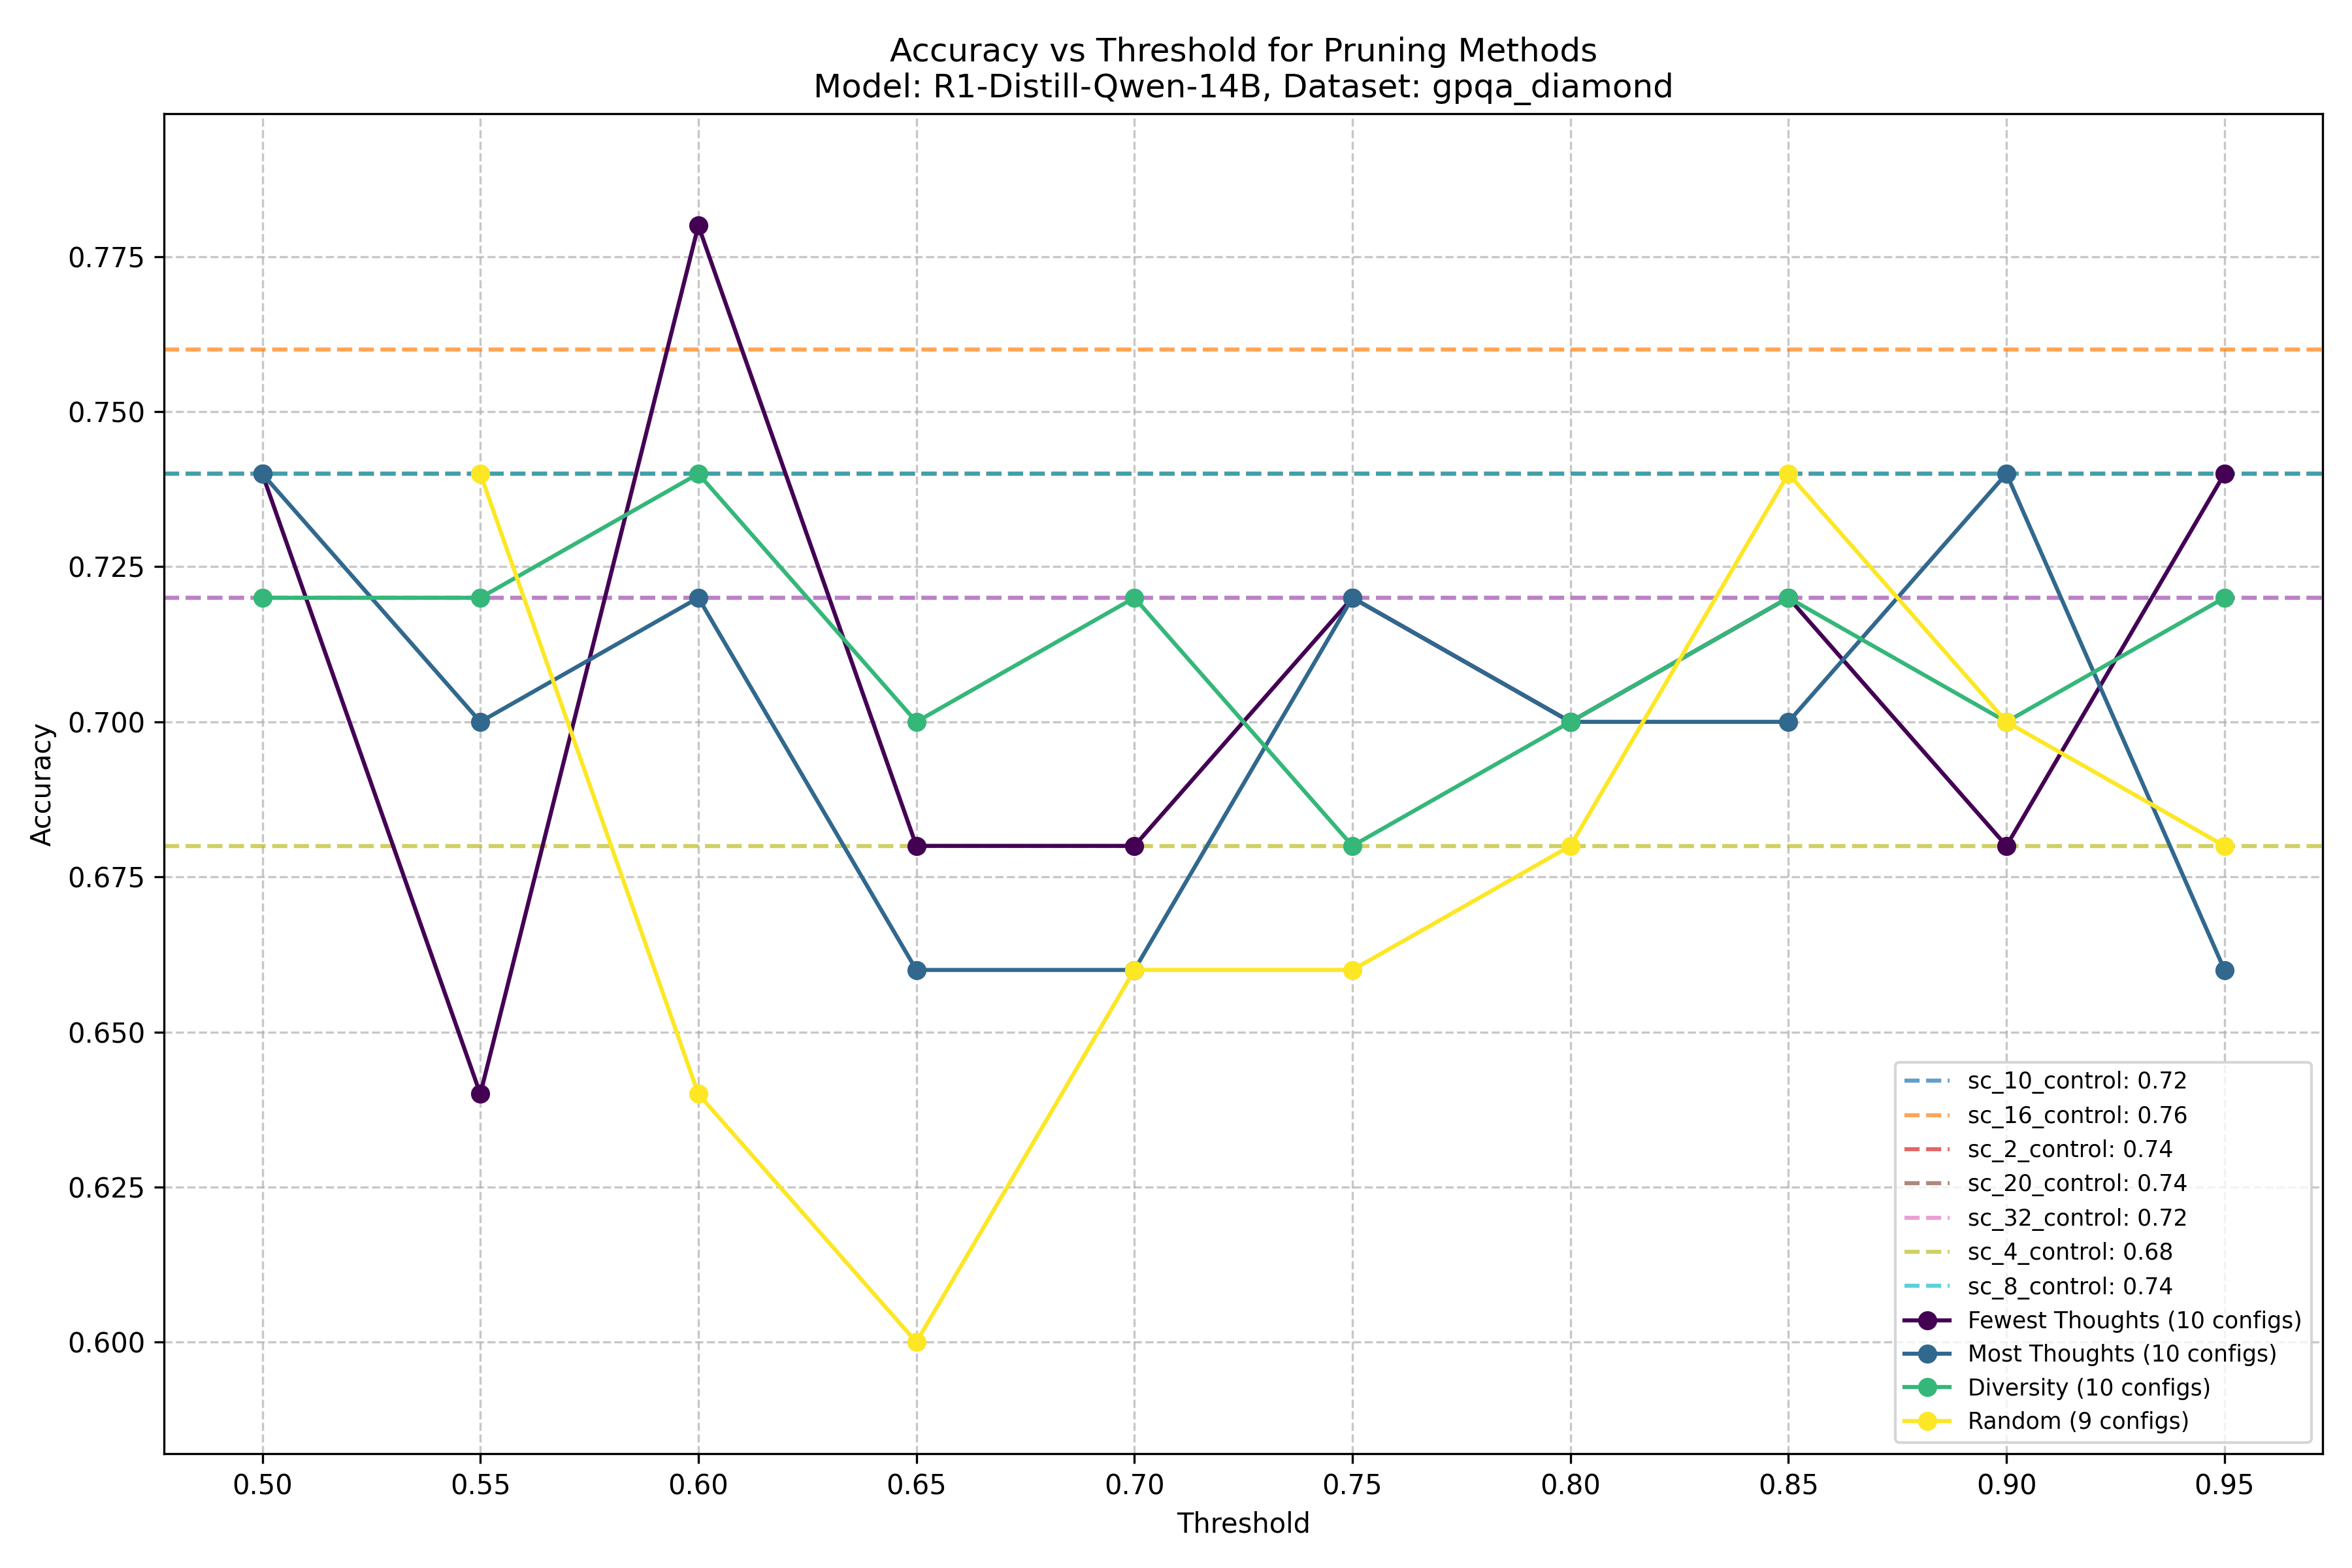 Accuracy vs Threshold for Pruning Methods
Model: R1-Distill-Qwen-14B, Dataset: gpqa_diamond
Accuracy
0.775
0.750
0.725
0.700
0.675
0.650
0.625
0.600
sc_10_control: 0.72
sc_16_control: 0.76
sc_2_control: 0.74
sc_20_control: 0.74
sc_32_control: 0.72
sc_4_control: 0.68
sc_8_control: 0.74
Fewest Thoughts (10 configs)
Most Thoughts (10 configs)
Diversity (10 configs)
Random (9 configs)
0.50 0.55 0.60 0.65 0.70 0.75 0.80 0.85 0.90 0.95
Threshold